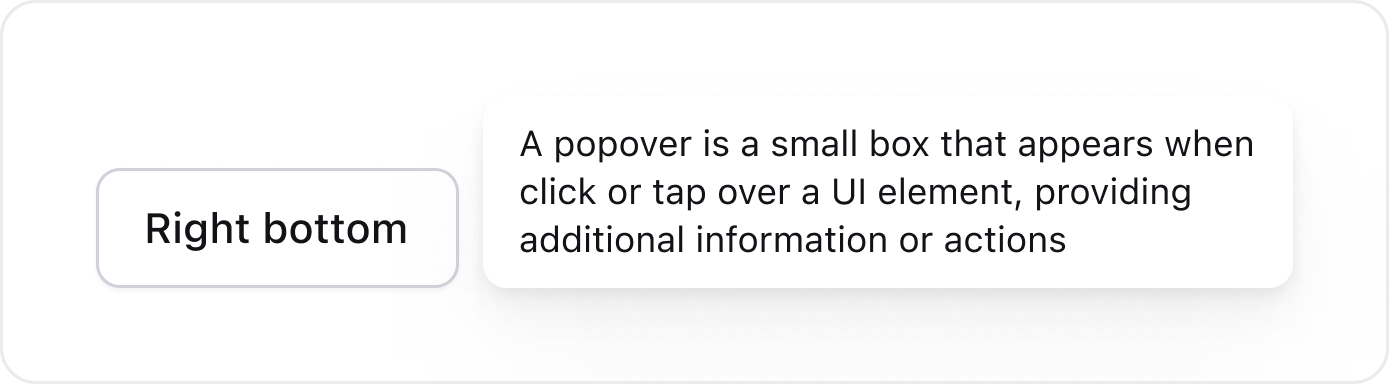 Right bottom
A popover is a small box that appears when
click or tap over a UI element, providing
additional information or actions